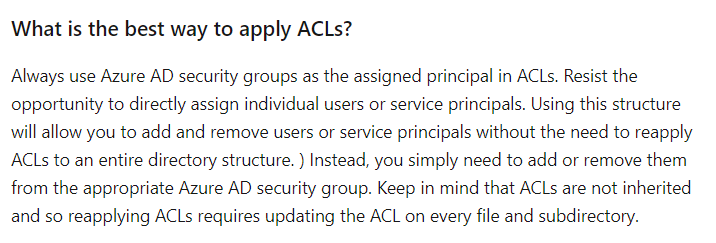 What is the best way to apply ACLs?
Always use Azure AD security groups as the assigned principal in ACLs. Resist the
opportunity to directly assign individual users or service principals. Using this structure
will allow you to add and remove users or service principals without the need to reapply
ACLs to an entire directory structure. ) Instead, you simply need to add or remove them
from the appropriate Azure AD security group. Keep in mind that ACLs are not inherited
and so reapplying ACLs requires updating the ACL on every file and subdirectory.